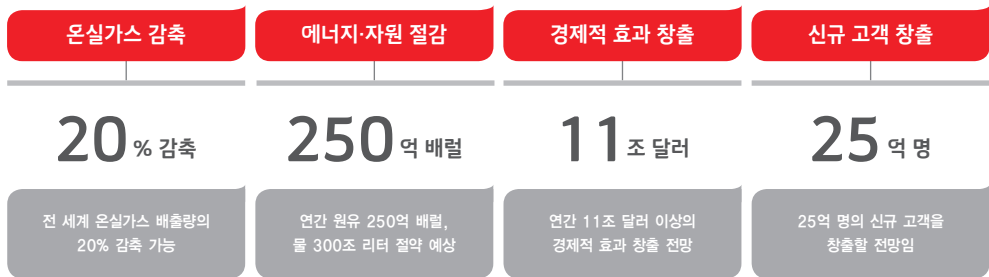 온실가스 감축
20% 감축
전 세계 온실가스 배출량의
20% 감축 가능
에너지·자원 절감
250억 배럴
연간 원유 250억 배럴,
물 300조 리터 절약 예상
경제적 효과 창출
11조 달러
연간 11조 달러 이상의
경제적 효과 창출 전망
신규 고객 창출
25억 명
25억 명의 신규 고객을
창출할 전망임